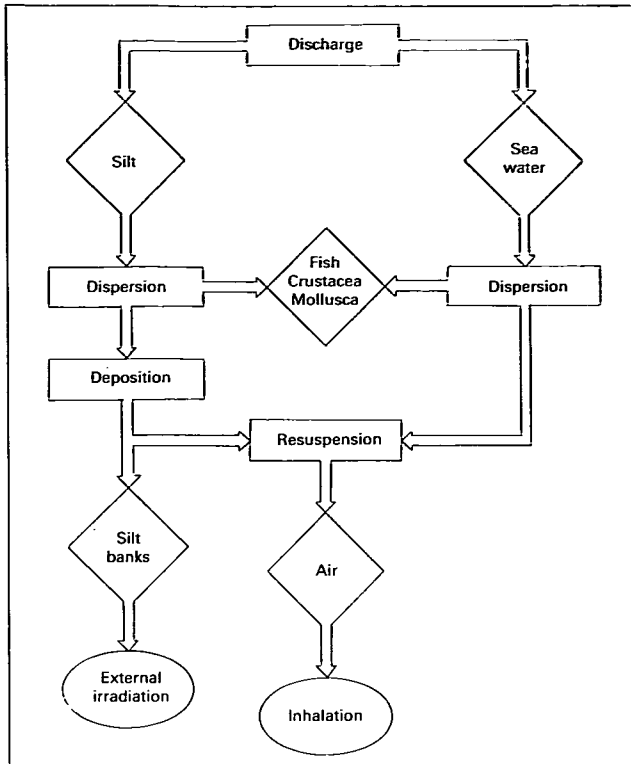 Discharge
Silt
Sea
water
Fish
Crustacea
Mollusca
Dispersion
Dispersion
Deposition
Resuspension
Silt
banks
Air
External
irradiation
Inhalation